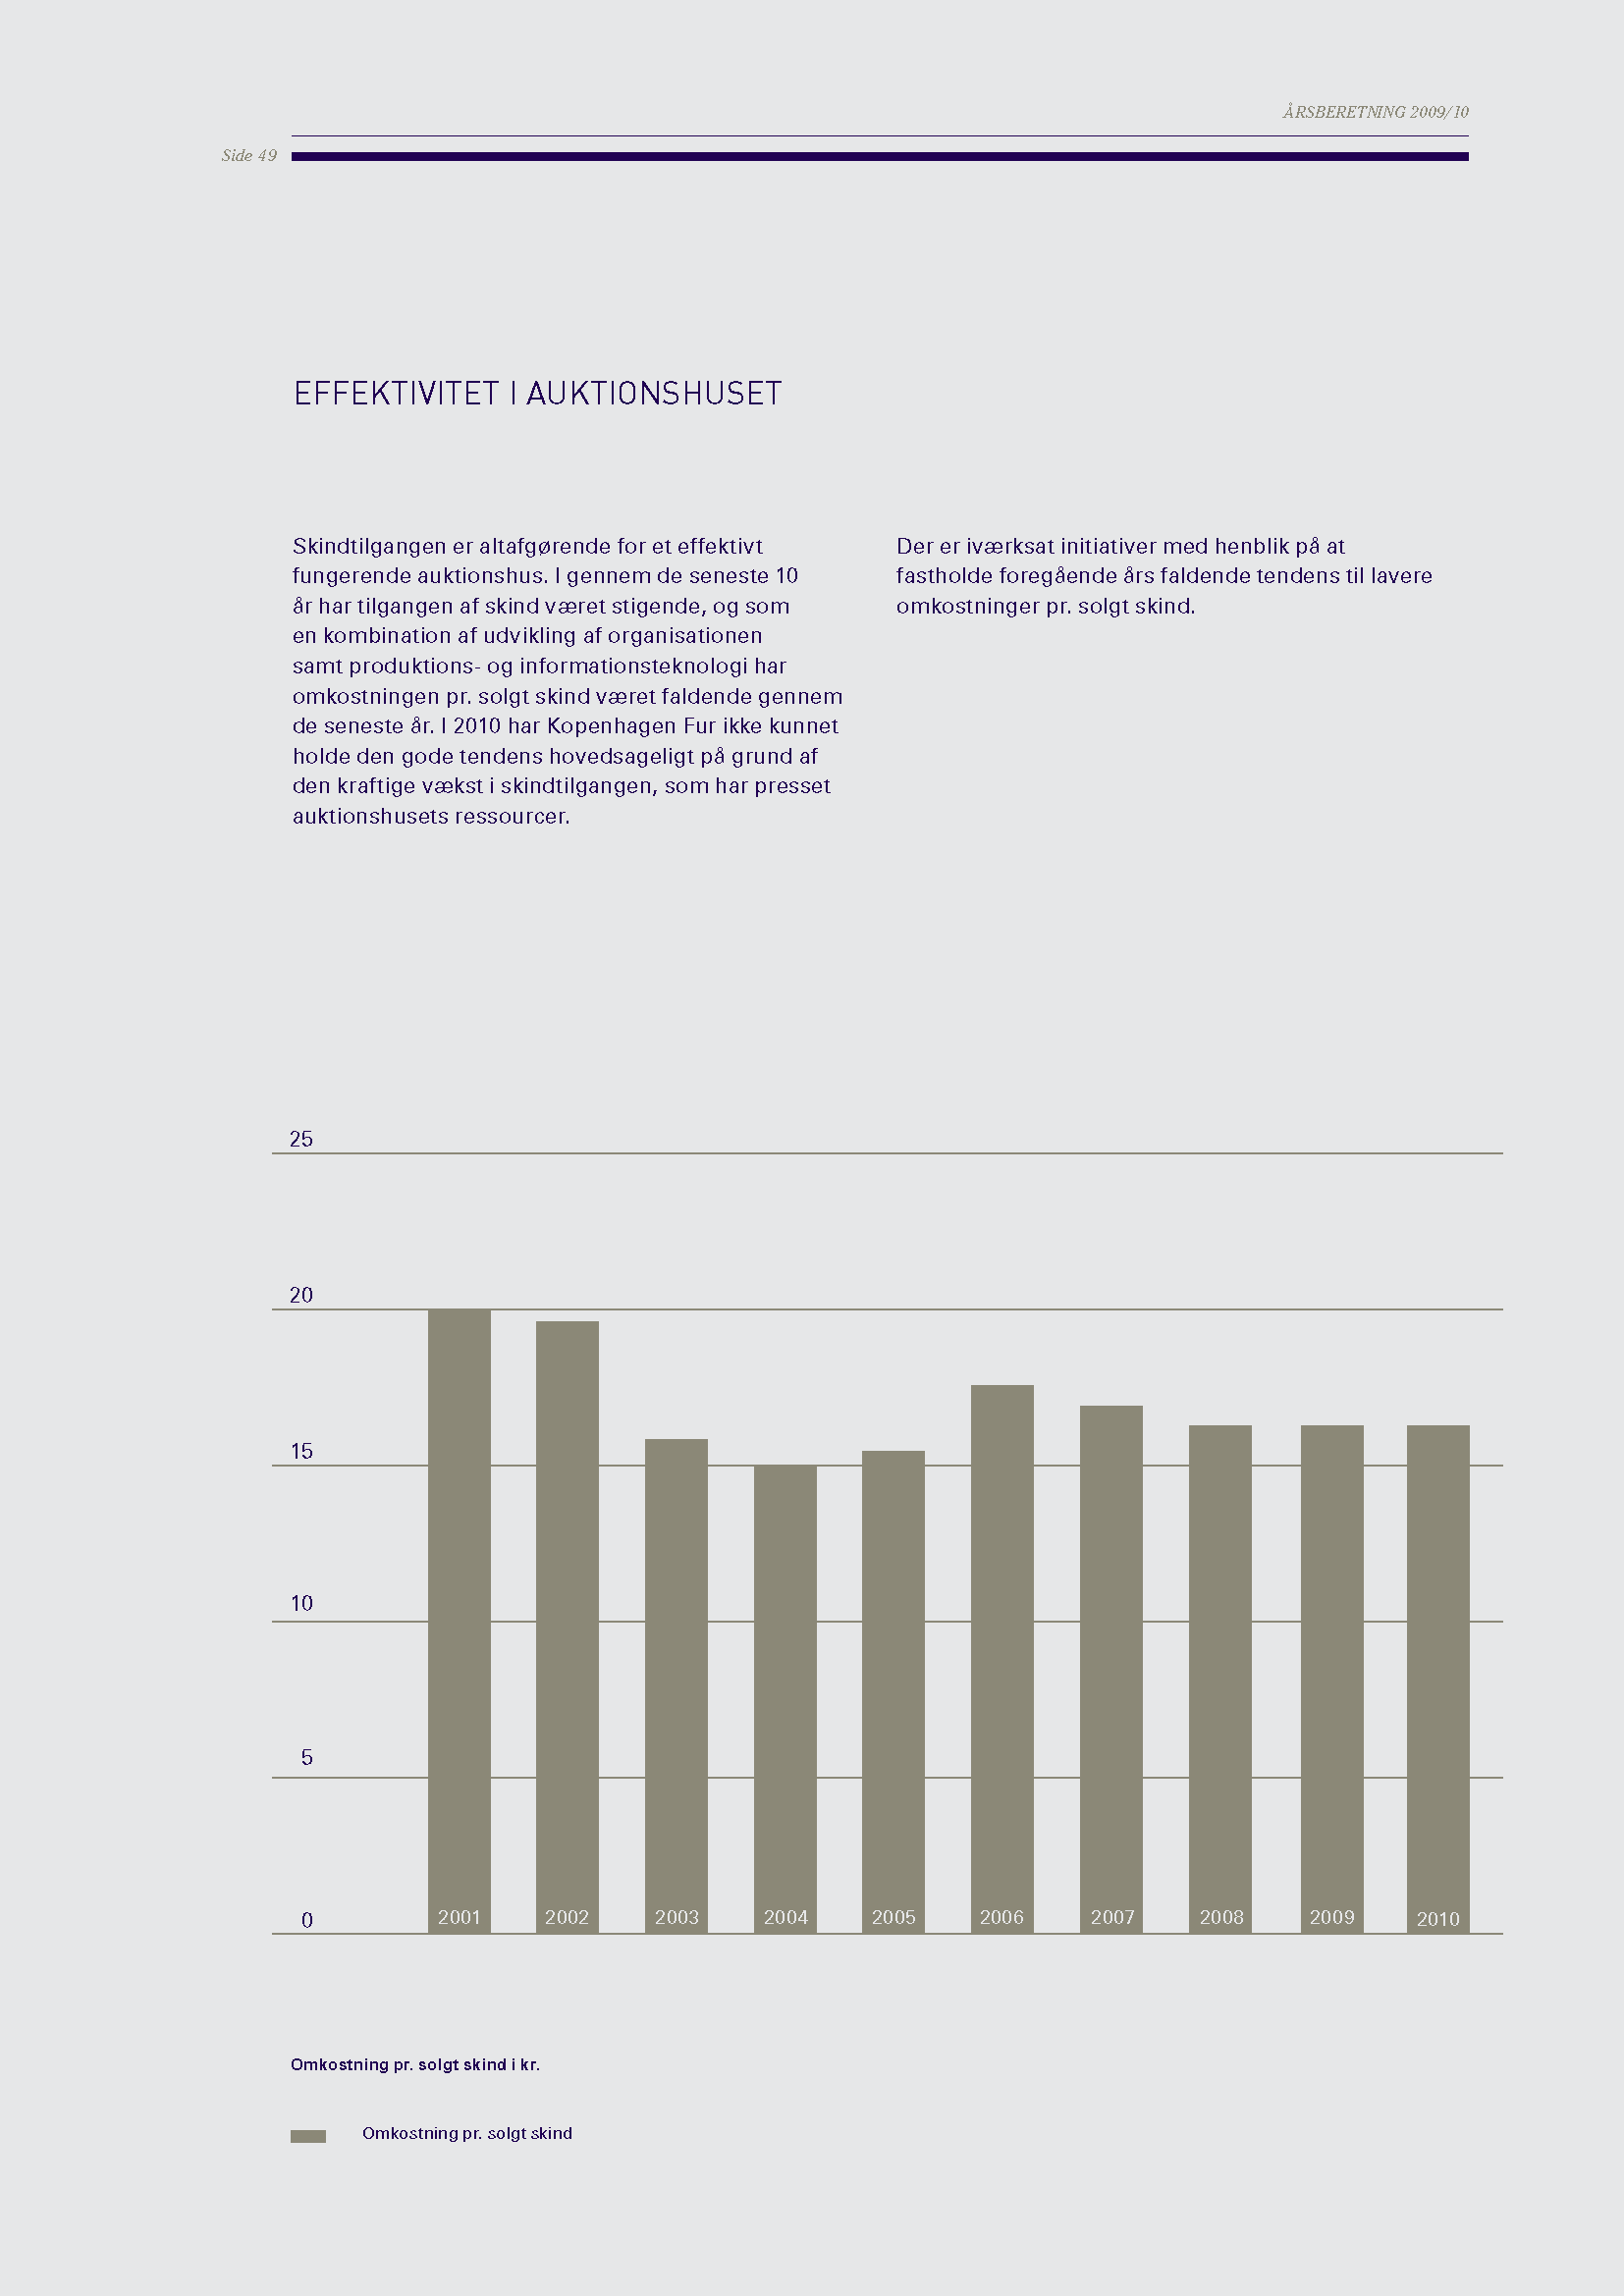 ÅRSBERETNING 2009/10
Side 49
EFFEKTIVITET I AUKTIONSHUSET
Skindtilgangen er altafgørende for et effektivt
fungerende auktionshus. I gennem de seneste 10
år har tilgangen af skind været stigende, og som
en kombination af udvikling af organisationen
samt produktions- og informationsteknologi har
omkostningen pr. solgt skind været faldende gennem
de seneste år. I 2010 har Kopenhagen Fur ikke kunnet
holde den gode tendens hovedsageligt på grund af
den kraftige vækst i skindtilgangen, som har presset
auktionshusets ressourcer.
Der er iværksat initiativer med henblik på at
fastholde foregående års faldende tendens til lavere
omkostninger pr. solgt skind.
25
20
15
10
5
0
2001 2002 2003 2004 2005 2006 2007 2008 2009 2010
Omkostning pr. solgt skind i kr.
Omkostning pr. solgt skind